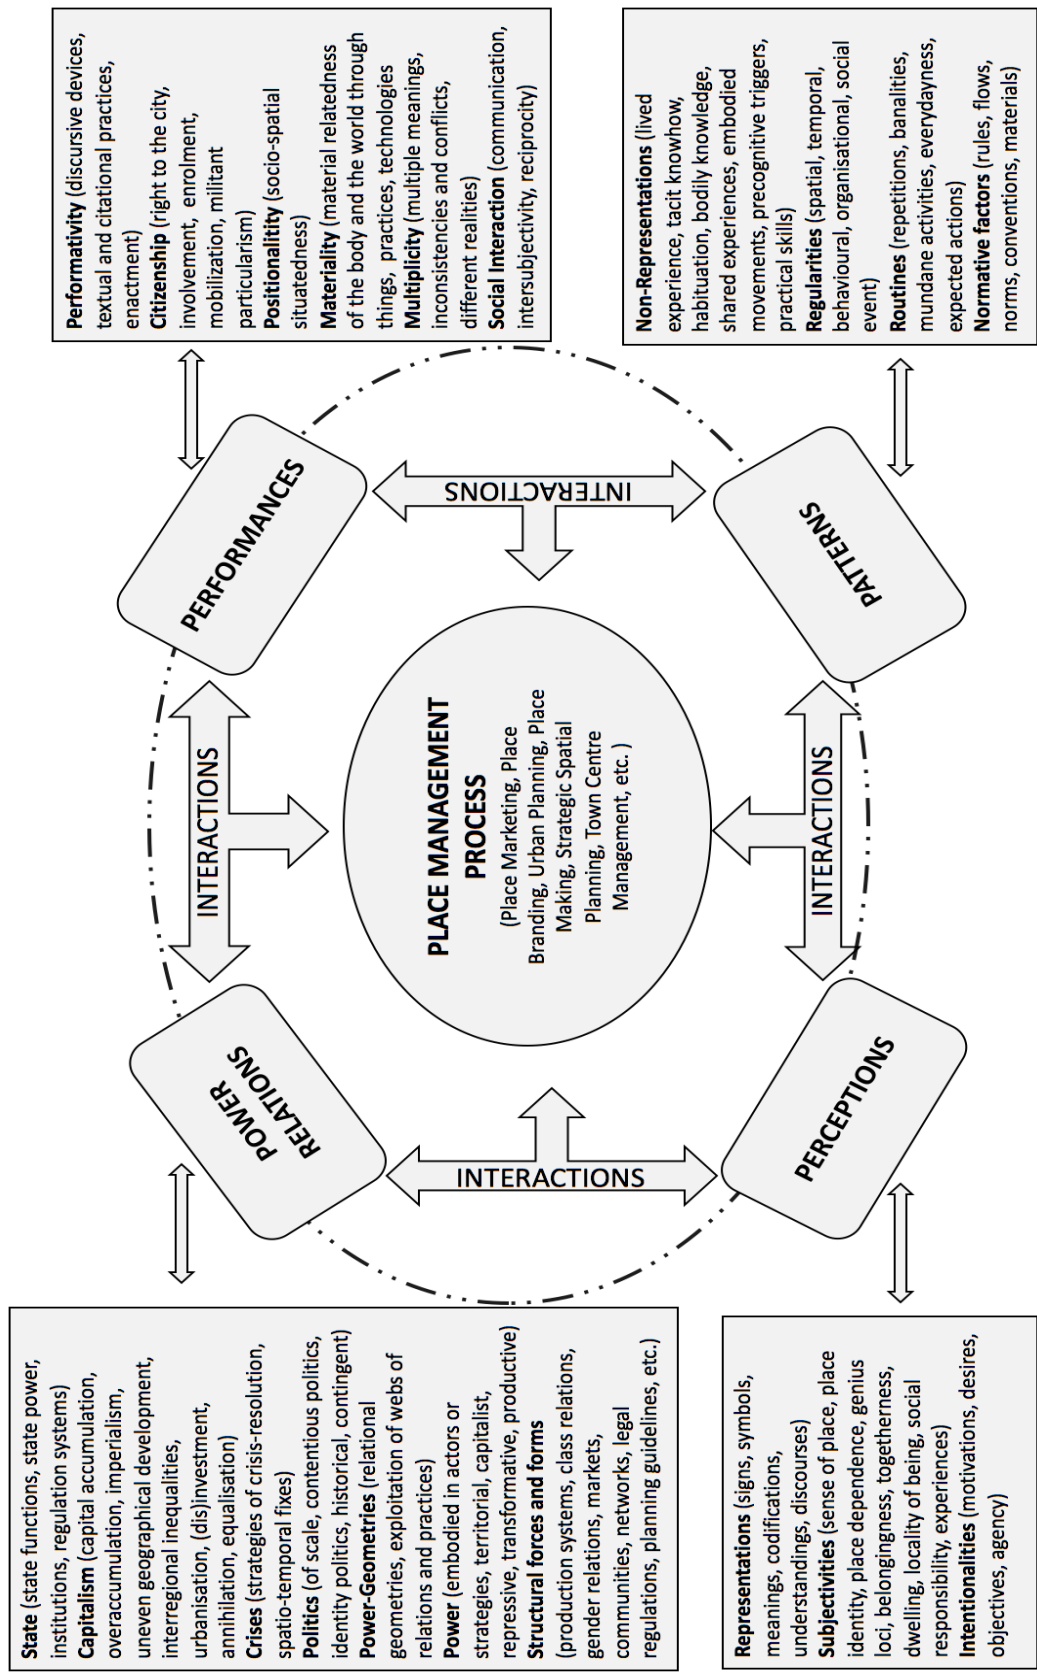 State (state functions, state power,
institutions, regulation systems)
Capitalism (capital accumulation,
overaccumulation, imperialism,
uneven geographical development,
interregional inequalities,
urbanisation, (dis)investment,
annihilation, equalisation)
Crises (strategies of crisis-resolution,
spatio-temporal fixes)
Politics (of scale, contentious politics,
identity politics, historical, contingent)
Power-Geometries (relational
geometries, exploitation of webs of
relations and practices)
Power (embodied in actors or
strategies, territorial, capitalist,
repressive, transformative, productive)
Structural forces and forms
(production systems, class relations,
gender relations, markets,
communities, networks, legal
regulations, planning guidelines, etc.)
POWER
RELATIONS
INTERACTIONS
PERFORMANCES
Performativity (discursive devices,
textual and citational practices,
enactment)
Citizenship (right to the city,
involvement, enrolment,
mobilization, militant
particularism)
Positionalitity (socio-spatial
situatedness)
Materiality (material relatedness
of the body and the world through
things, practices, technologies
Multiplicity (multiple meanings,
inconsistencies and conflicts,
different realities)
Social Interaction (communication,
intersubjectivity, reciprocity)
INTERACTIONS
PLACE MANAGEMENT
PROCESS
(Place Marketing, Place
Branding, Urban Planning, Place
Making, Strategic Spatial
Planning, Town Centre
Management, etc. )
INTERACTIONS
Representations (signs, symbols,
meanings, codifications,
understandings, discourses)
Subjectivities (sense of place, place
identity, place dependence, genius
loci, belongingness, togetherness,
dwelling, locality of being, social
responsibility, experiences)
Intentionalities (motivations, desires,
objectives, agency)
PERCEPTIONS
INTERACTIONS
PATTERNS
Non-Representations (lived
experience, tacit knowhow,
habituation, bodily knowledge,
shared experiences, embodied
movements, precognitive triggers,
practical skills)
Regularities (spatial, temporal,
behavioural, organisational, social
event)
Routines (repetitions, banalities,
mundane activities, everydayness,
expected actions)
Normative factors (rules, flows,
norms, conventions, materials)